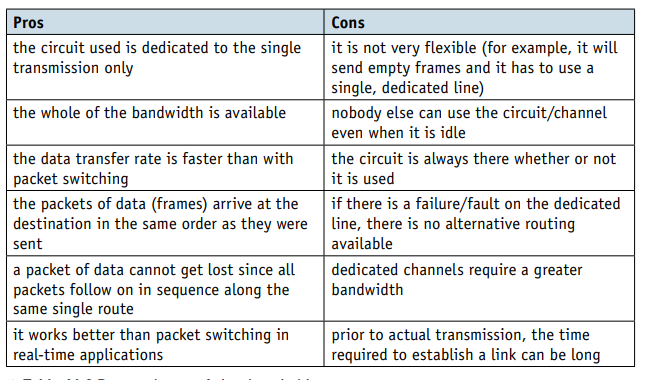 Pros
Cons
the circuit used is dedicated to the single
transmission only
it is not very flexible (for example, it will
send empty frames and it has to use a
single, dedicated line)
the whole of the bandwidth is available
nobody else can use the circuit/channel
even when it is idle
the data transfer rate is faster than with
packet switching
the circuit is always there whether or not
it is used
the packets of data (frames) arrive at the
destination in the same order as they were
sent
if there is a failure/fault on the dedicated
line, there is no alternative routing
available
a packet of data cannot get lost since all
packets follow on in sequence along the
same single route
dedicated channels require a greater
bandwidth
it works better than packet switching in
real-time applications
prior to actual transmission, the time
required to establish a link can be long